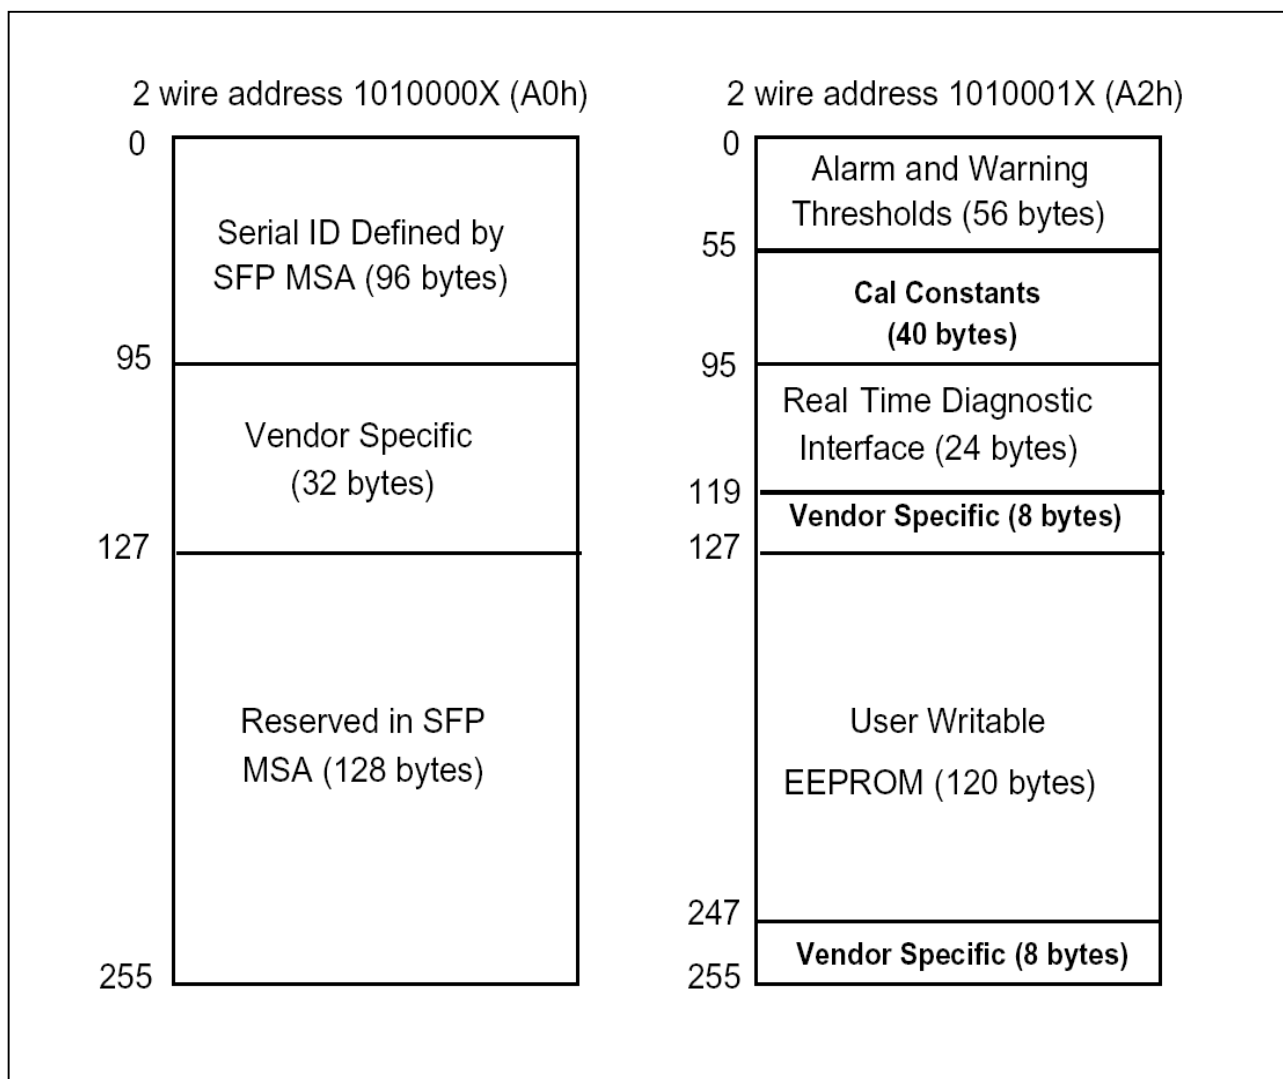 2 wire address 1010000X (A0h)
0
Serial ID Defined by
SFP MSA (96 bytes)
95
Vendor Specific
(32 bytes)
127
Reserved in SFP
MSA (128 bytes)
255
2 wire address 1010001X (A2h)
0
Alarm and Warning
Thresholds (56 bytes)
55
Cal Constants
(40 bytes)
95
Real Time Diagnostic
Interface (24 bytes)
119
Vendor Specific (8 bytes)
127
User Writable
EEPROM (120 bytes)
247
Vendor Specific (8 bytes)
255